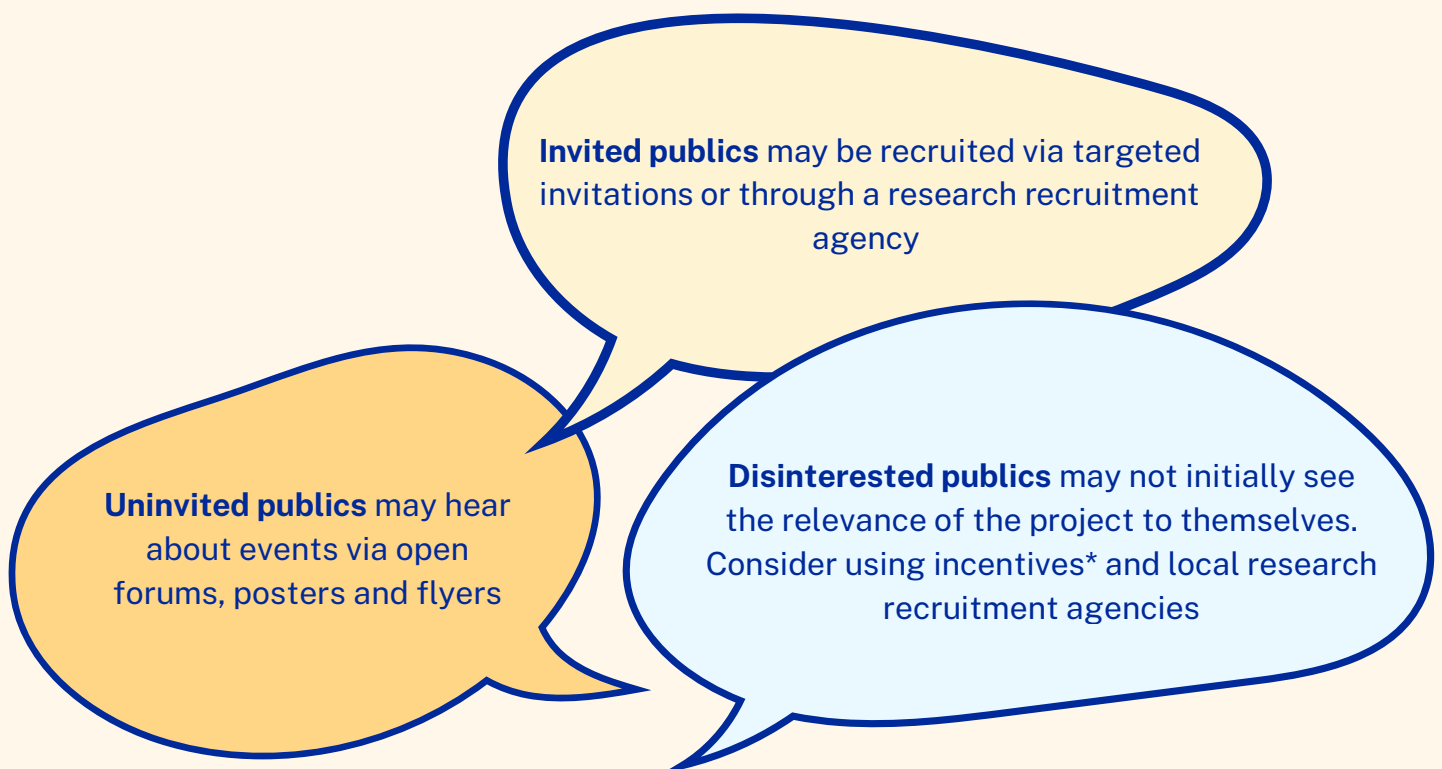 Invited publics may be recruited via targeted
invitations or through a research recruitment
agency
Uninvited publics may hear
about events via open
forums, posters and flyers
Disinterested publics may not initially see
the relevance of the project to themselves.
Consider using incentives* and local research
recruitment agencies